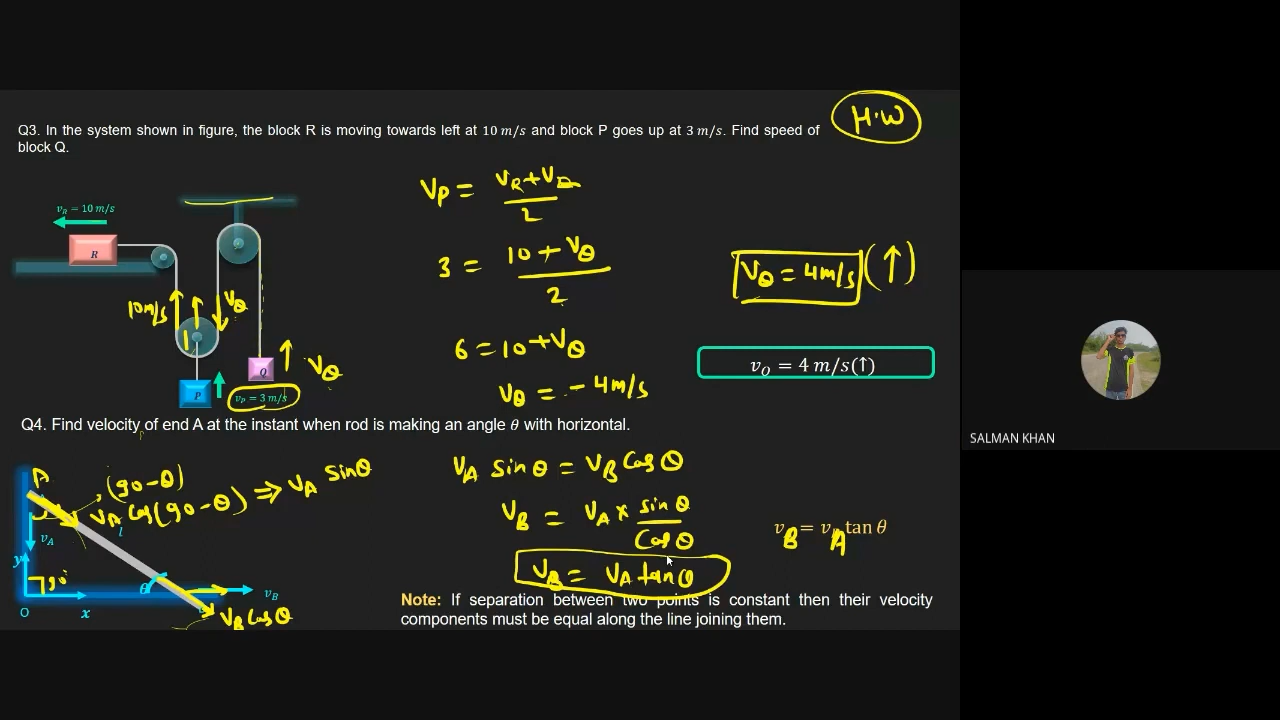 H.W
Q3. In the system shown in figure, the block R is moving towards left at 10 m/s and block P goes up at 3 m/s. Find speed of
block Q.
v_R = 10 m/s
R
10m/s
V_Q
P
Q
V_Q
v_P = 3 m/s
V_P = (V_R + V_Q)/2
3 = (10 + V_Q)/2
6 = 10 + V_Q
V_Q = -4 m/s
V_Q = 4 m/s (↑)
v_Q = 4 m/s(↑)
Q4. Find velocity of end A at the instant when rod is making an angle θ with horizontal.
A
(90-θ)
V_A Cos(90-θ) ⇒ V_A Sinθ
v_A
l
y
90°
θ
O
x
v_B
V_B Cosθ
V_A Sinθ = V_B Cosθ
V_B = V_A × Sinθ/Cosθ
V_B = V_A tanθ
v_B = v_A tan θ
Note: If separation between two points is constant then their velocity
components must be equal along the line joining them.
SALMAN KHAN